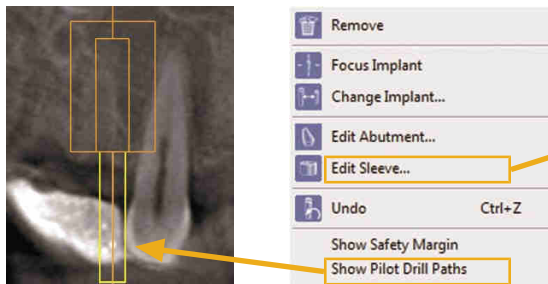 Remove
Focus Implant
Change Implant...
Edit Abutment...
Edit Sleeve...
Undo Ctrl+Z
Show Safety Margin
Show Pilot Drill Paths